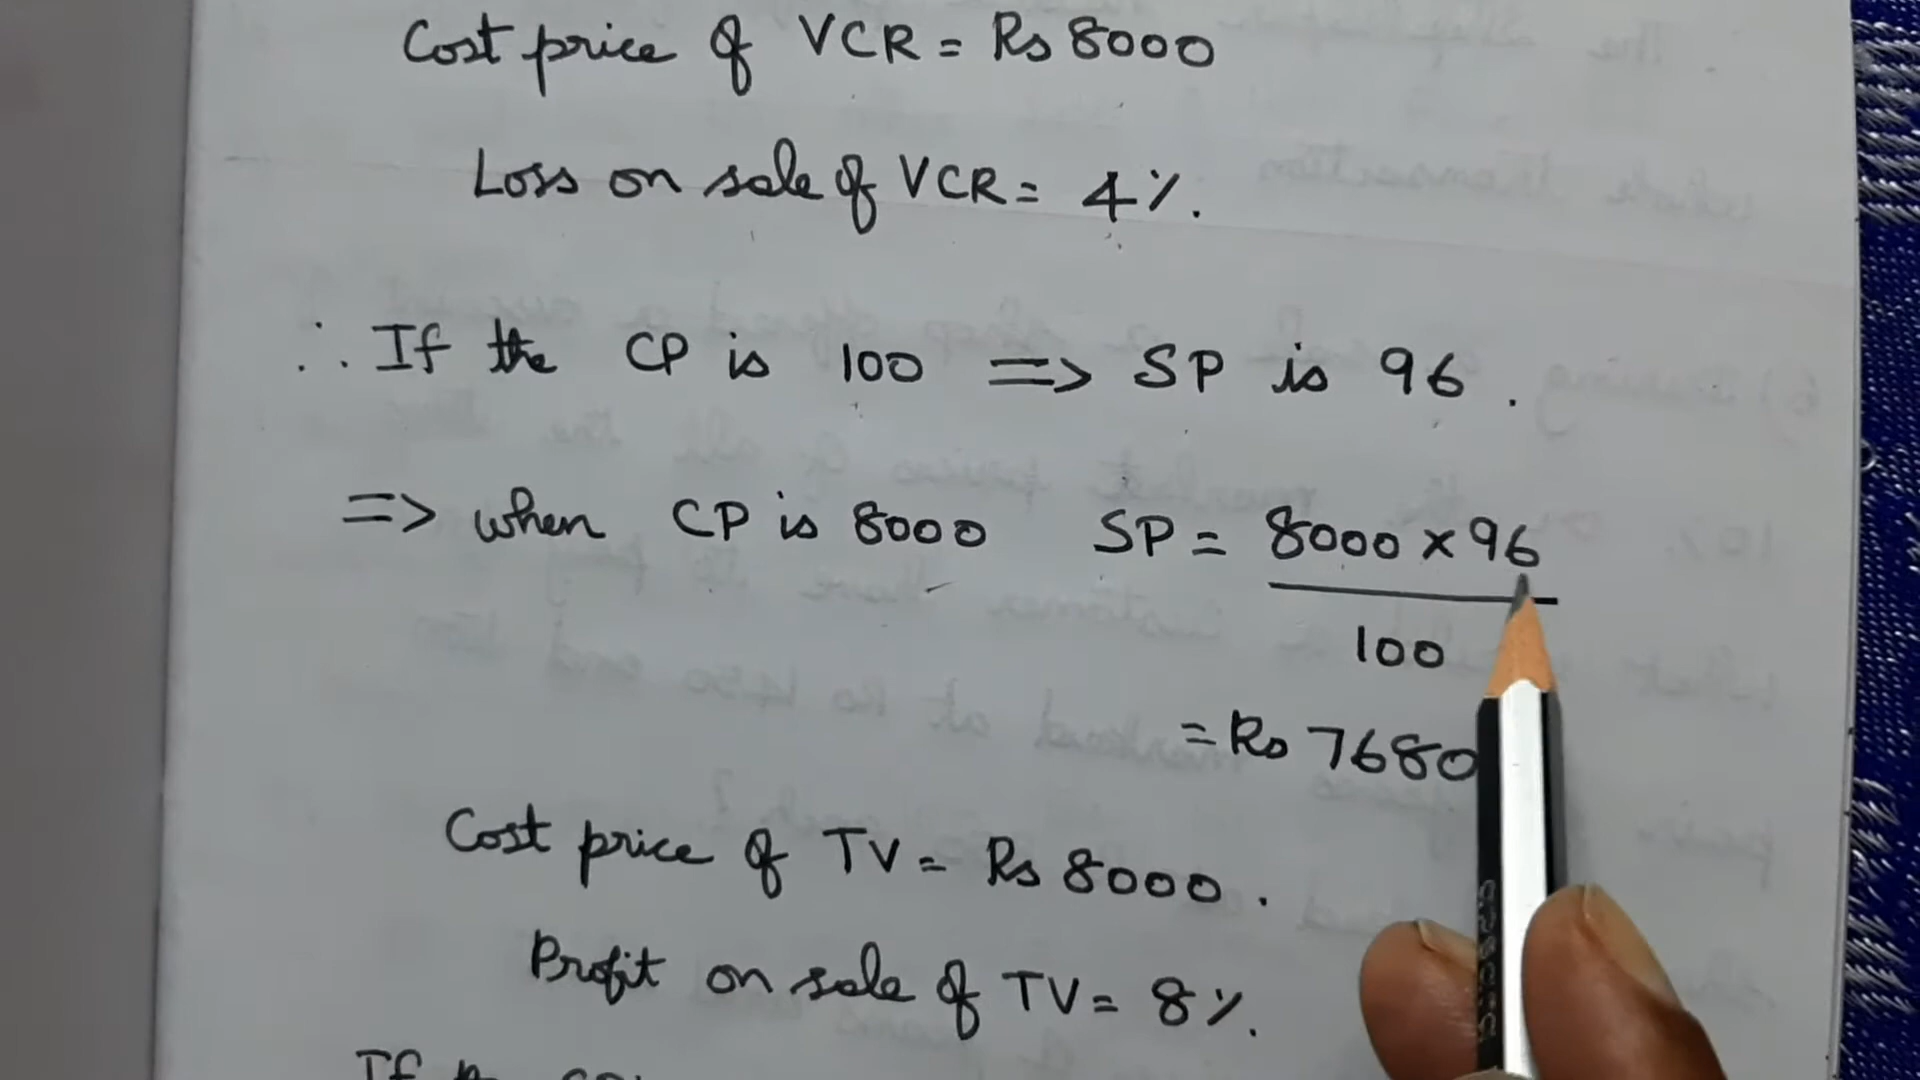 Cost price of VCR = Rs 8000
Loss on sale of VCR = 4%.
∴ If the CP is 100 => SP is 96.
=> when CP is 8000 SP = 8000 × 96
100
= Rs 7680
Cost price of TV = Rs 8000.
Profit on sale of TV = 8%.
If